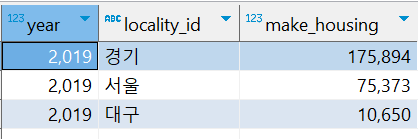 123 year ABC locality_id 123 make_housing
2,019 경기 175,894
2,019 서울 75,373
2,019 대구 10,650